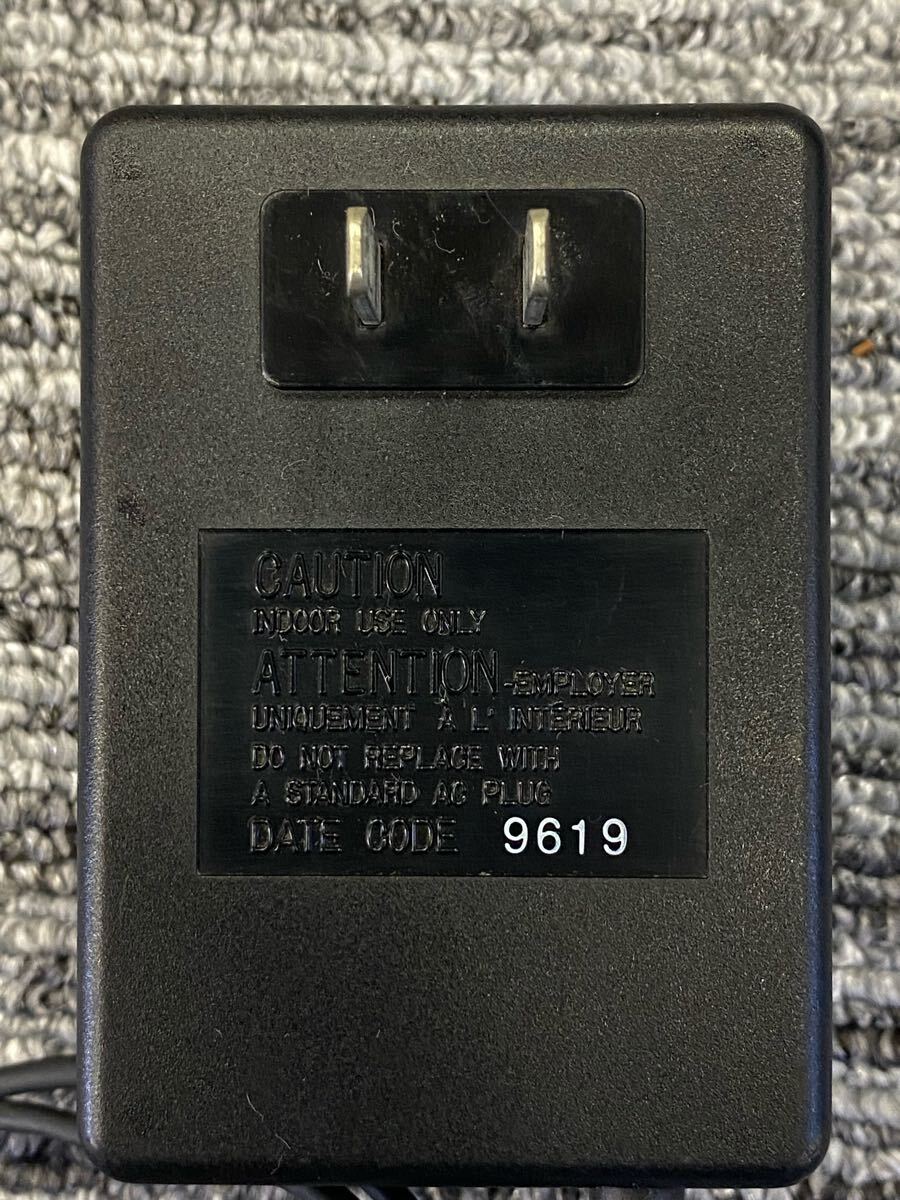 CAUTION
INDOOR USE ONLY
ATTENTION-EMPLOYER
UNIQUEMENT À L' INTÉRIEUR
DO NOT REPLACE WITH
A STANDARD AC PLUG
DATE CODE 9619